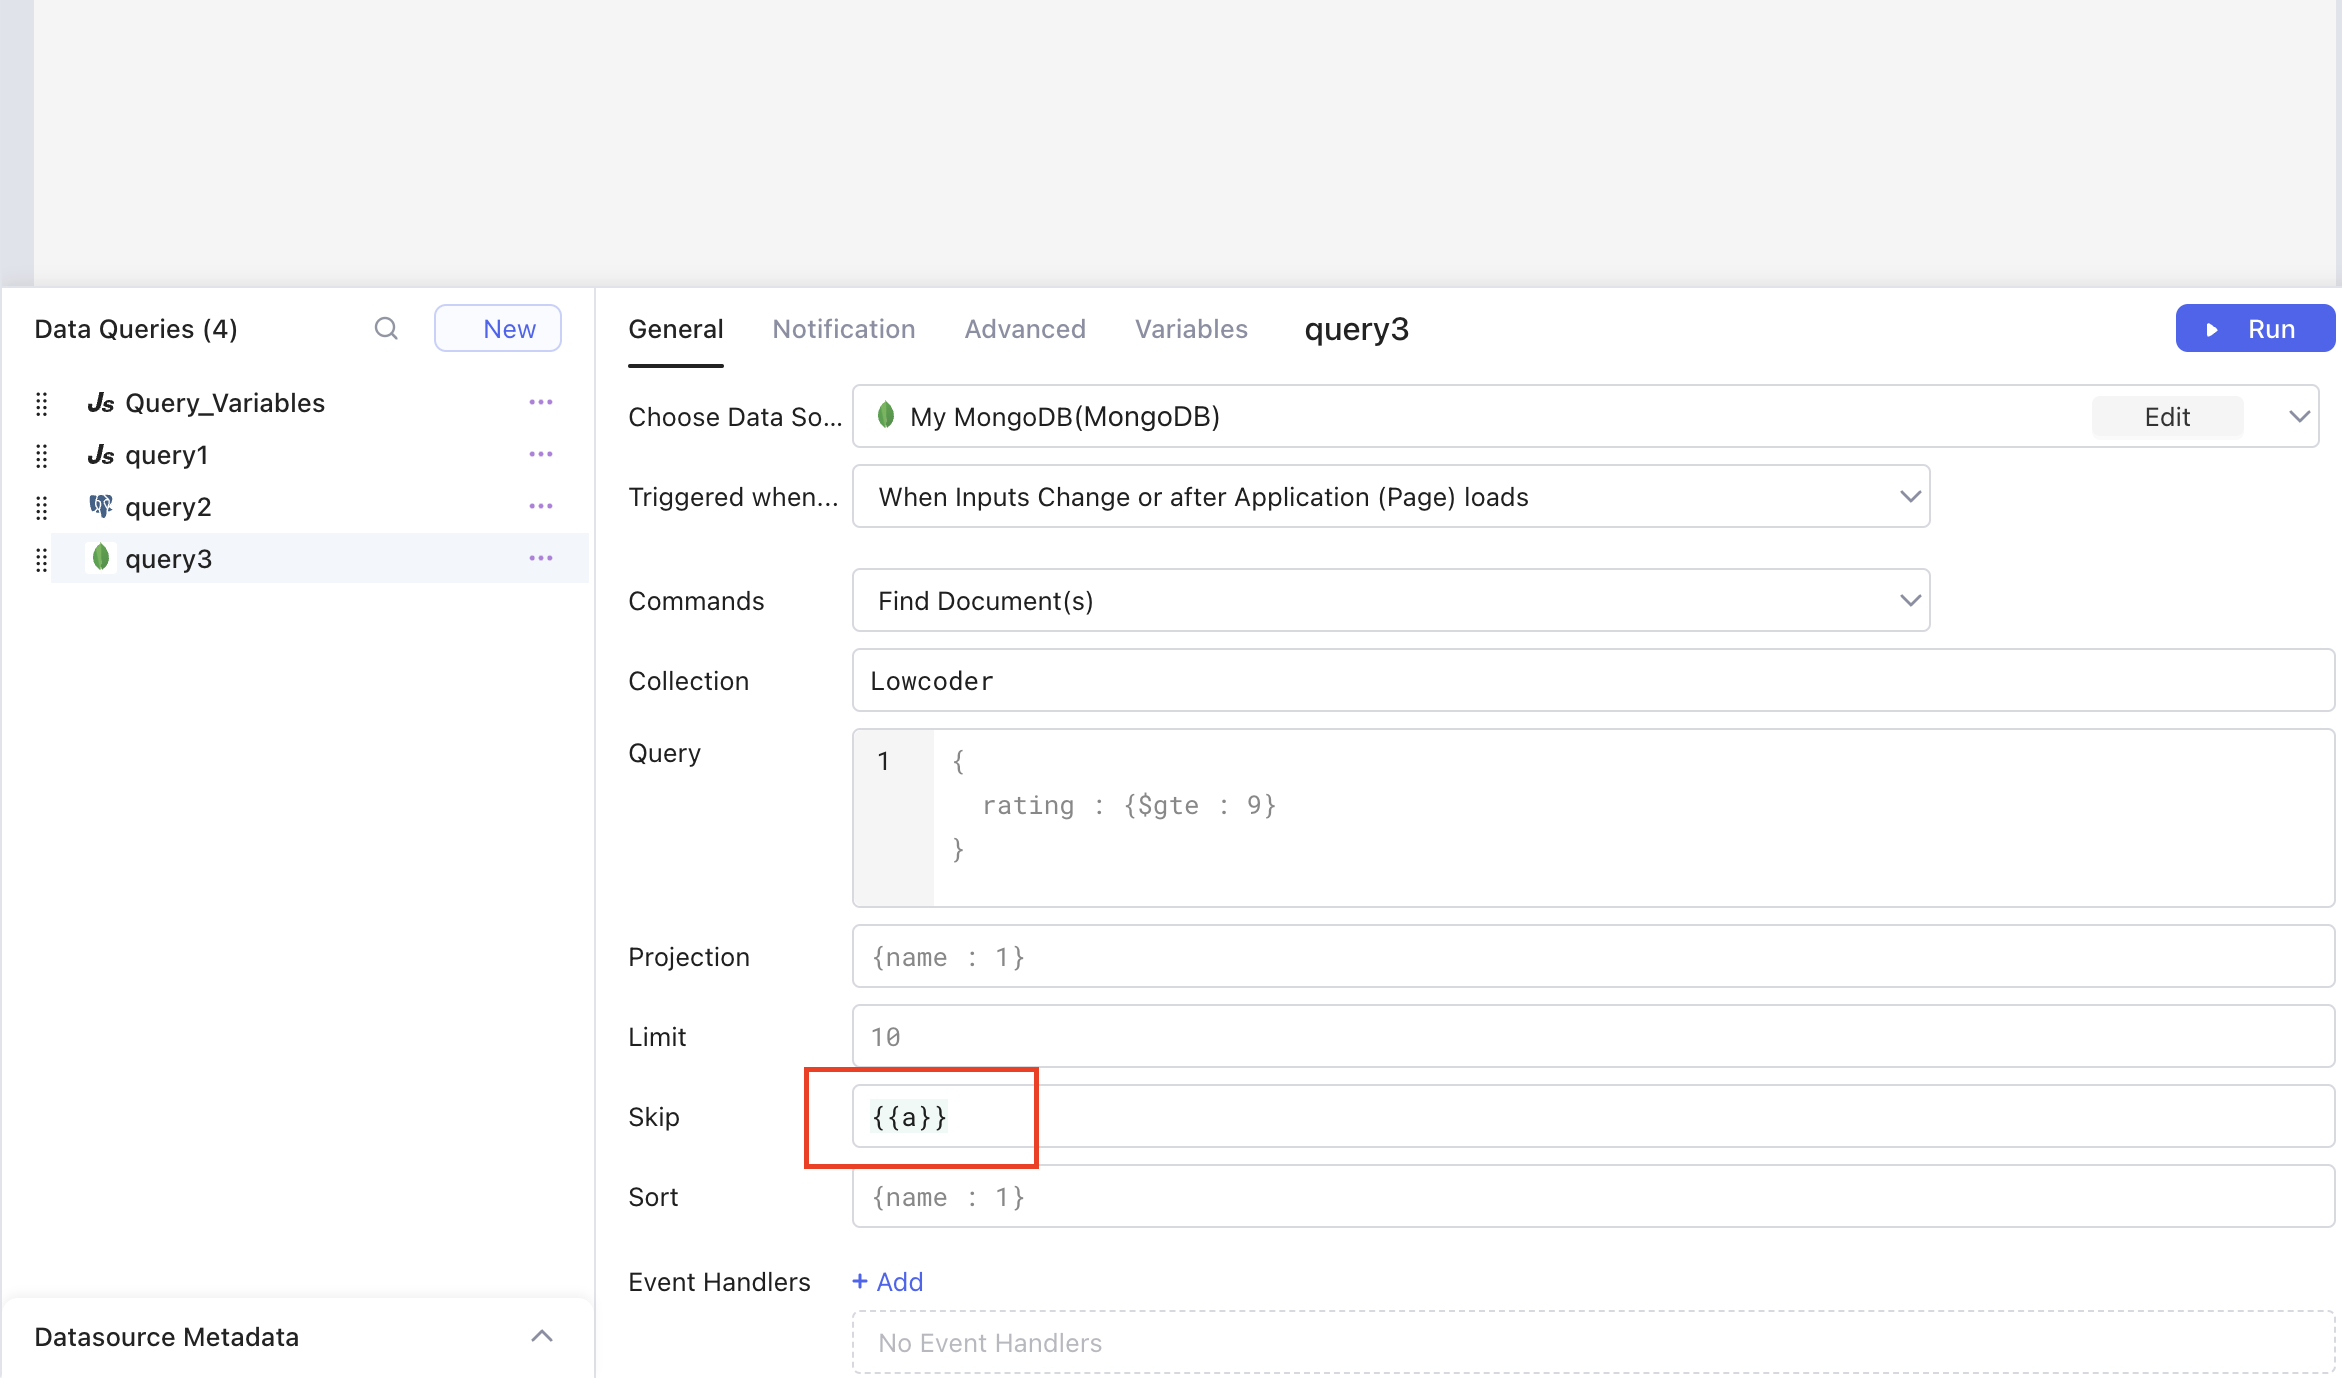 Data Queries (4)
New
Js Query_Variables
Js query1
query2
query3
Datasource Metadata
General Notification Advanced Variables query3
Run
Choose Data So... My MongoDB(MongoDB) Edit
Triggered when... When Inputs Change or after Application (Page) loads
Commands Find Document(s)
Collection Lowcoder
Query 1 {
rating : {$gte : 9}
}
Projection {name : 1}
Limit 10
Skip {{a}}
Sort {name : 1}
Event Handlers + Add
No Event Handlers